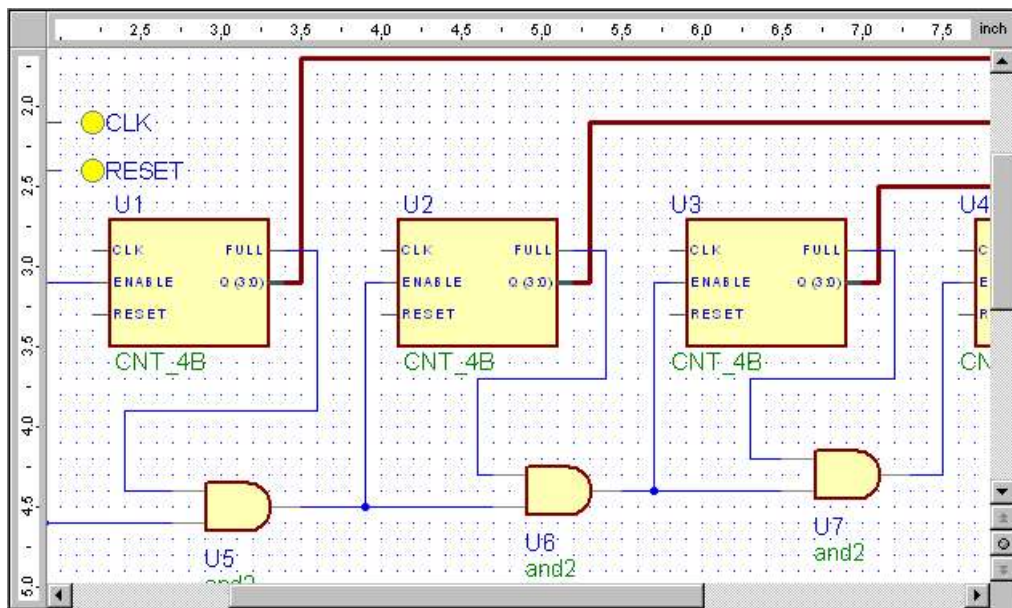 2,5 3,0 3,5 4,0 4,5 5,0 5,5 6,0 6,5 7,0 7,5 inch
2,0
2,5
3,0
3,5
4,0
4,5
5,0
CLK
RESET
U1 U2 U3 U4
CLK FULL CLK FULL CLK FULL C
ENABLE Q (3:0) ENABLE Q (3:0) ENABLE Q (3:0) E
RESET RESET RESET R
CNT_4B CNT_4B CNT_4B CN
U5 U6 U7
and2 and2 and2